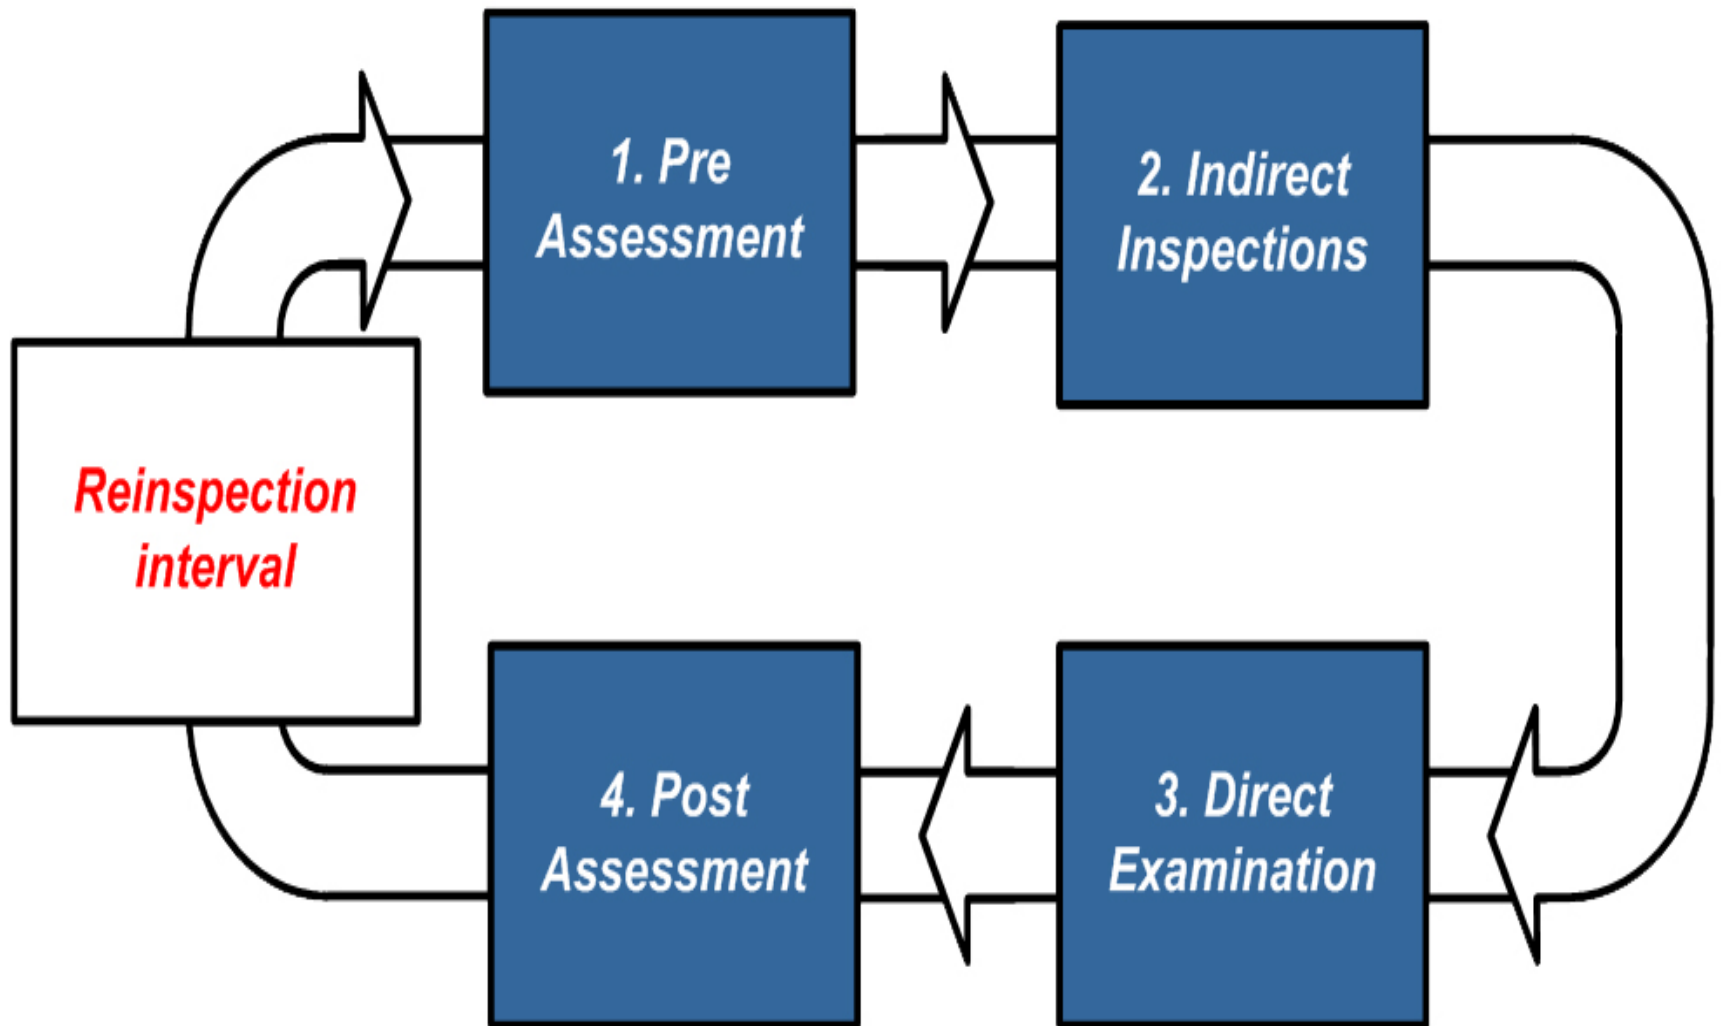 1. Pre
Assessment
2. Indirect
Inspections
Reinspection
interval
4. Post
Assessment
3. Direct
Examination